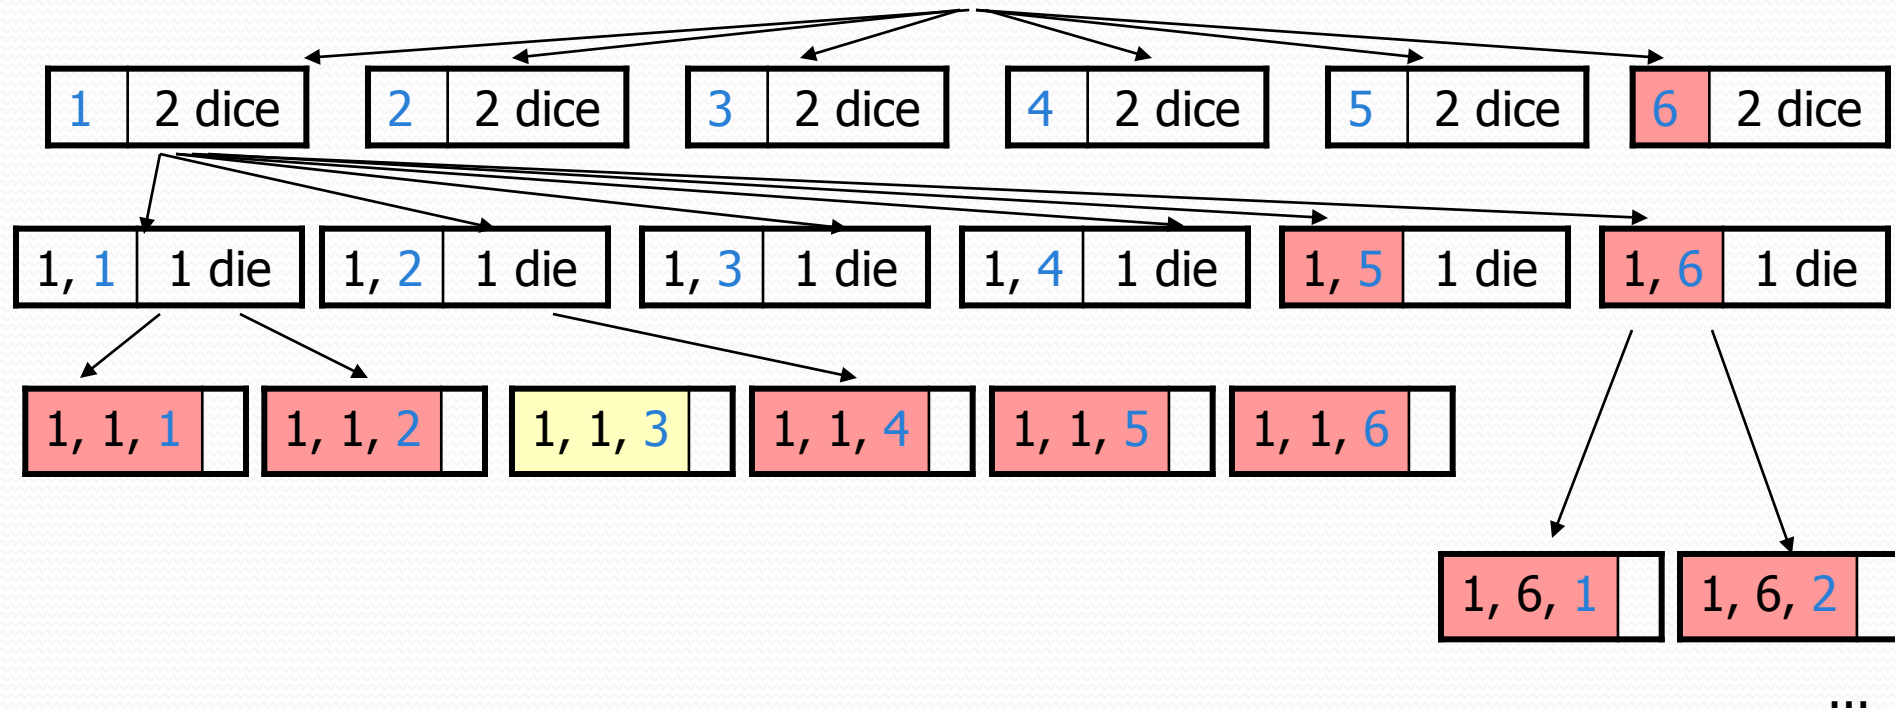 1 2 dice 2 2 dice 3 2 dice 4 2 dice 5 2 dice 6 2 dice
1, 1 1 die 1, 2 1 die 1, 3 1 die 1, 4 1 die 1, 5 1 die 1, 6 1 die
1, 1, 1 1, 1, 2 1, 1, 3 1, 1, 4 1, 1, 5 1, 1, 6
1, 6, 1 1, 6, 2
...